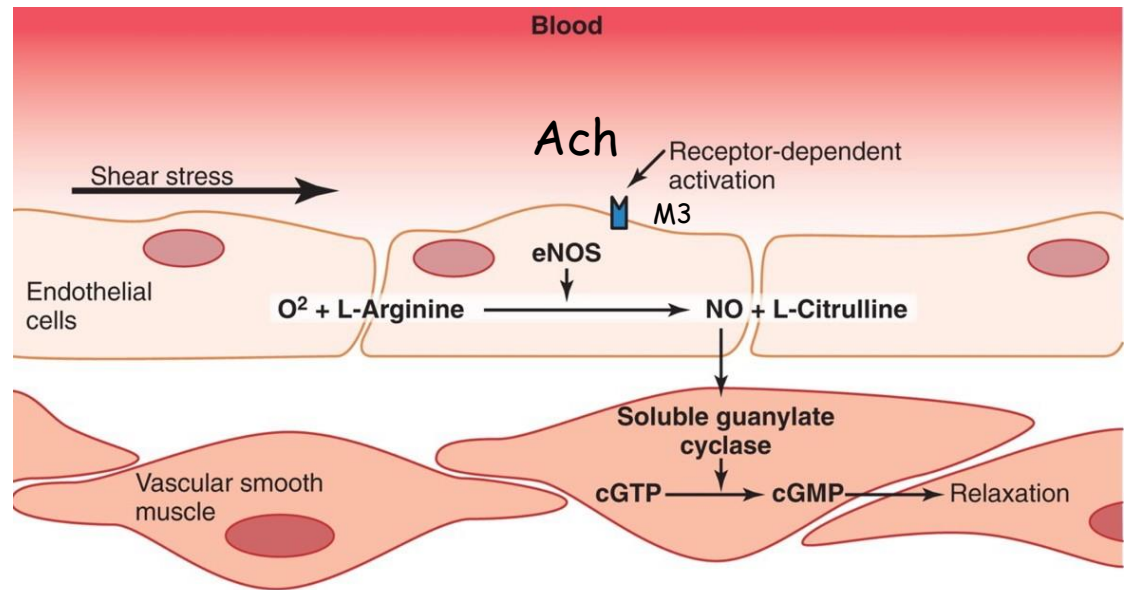 Blood
Ach
Receptor-dependent
activation
Shear stress
M3
eNOS
Endothelial
cells
O² + L-Arginine
NO + L-Citrulline
Soluble guanylate
cyclase
Vascular smooth
muscle
cGTP
cGMP
Relaxation